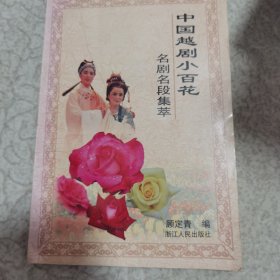 中国越剧小百花
名剧名段集萃
顾定青 编
浙江人民出版社